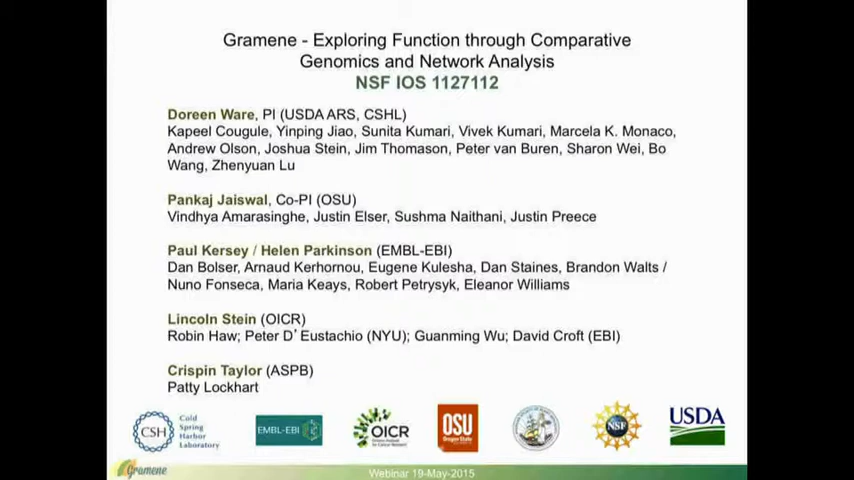 Gramene - Exploring Function through Comparative
Genomics and Network Analysis
NSF IOS 1127112
Doreen Ware, PI (USDA ARS, CSHL)
Kapeel Cougule, Yinping Jiao, Sunita Kumari, Vivek Kumari, Marcela K. Monaco,
Andrew Olson, Joshua Stein, Jim Thomason, Peter van Buren, Sharon Wei, Bo
Wang, Zhenyuan Lu
Pankaj Jaiswal, Co-PI (OSU)
Vindhya Amarasinghe, Justin Elser, Sushma Naithani, Justin Preece
Paul Kersey / Helen Parkinson (EMBL-EBI)
Dan Bolser, Arnaud Kerhornou, Eugene Kulesha, Dan Staines, Brandon Walts /
Nuno Fonseca, Maria Keays, Robert Petrysyk, Eleanor Williams
Lincoln Stein (OICR)
Robin Haw; Peter D'Eustachio (NYU); Guanming Wu; David Croft (EBI)
Crispin Taylor (ASPB)
Patty Lockhart
CSH Cold Spring Harbor Laboratory
EMBL-EBI
OICR
OSU
Oregon State
NSF
USDA
Gramene
Webinar 19-May-2015